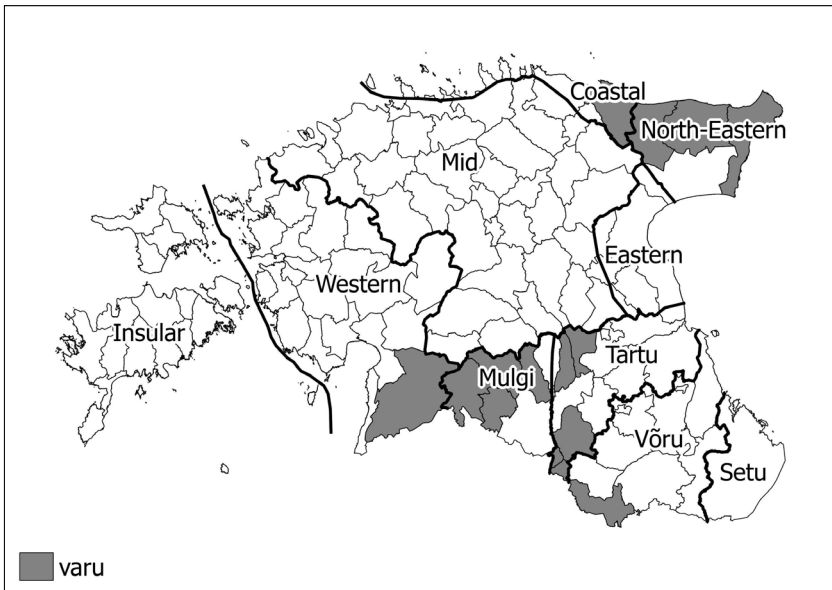 Coastal
North-Eastern
Mid
Eastern
Western
Insular
Tartu
Mulgi
Võru
Setu
varu